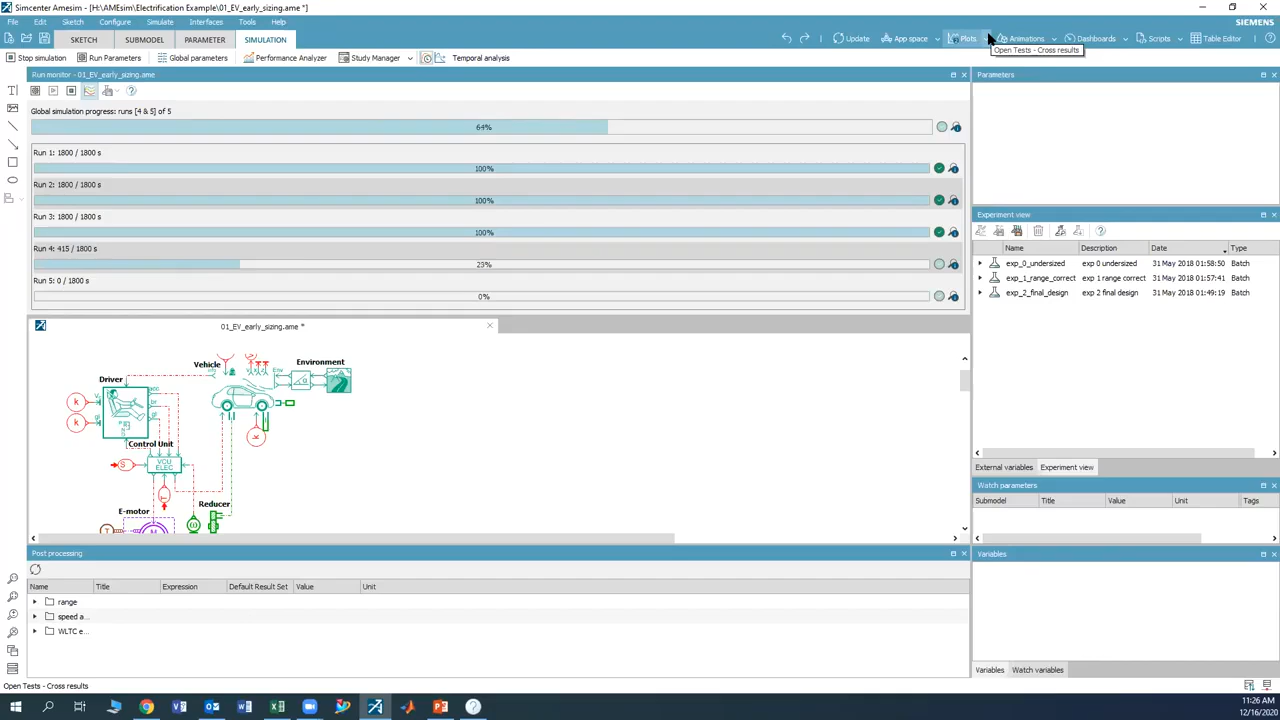 Simcenter Amesim - [H:\AMEsim\Electrification Example\01_EV_early_sizing.ame *]
File Edit Sketch Configure Simulate Interfaces Tools Help
SIEMENS
SKETCH SUBMODEL PARAMETER SIMULATION
Update App space Plots Animations Dashboards Scripts Table Editor
Open Tests - Cross results
Stop simulation Run Parameters Global parameters Performance Analyzer Study Manager Temporal analysis
Run monitor - 01_EV_early_sizing.ame
Parameters
Global simulation progress: runs [4 & 5] of 5
64%
Run 1: 1800 / 1800 s
100%
Run 2: 1800 / 1800 s
100%
Run 3: 1800 / 1800 s
100%
Run 4: 415 / 1800 s
23%
Run 5: 0 / 1800 s
0%
Experiment view
Name Description Date Type
exp_0_undersized exp 0 undersized 31 May 2018 01:58:50 Batch
exp_1_range_correct exp 1 range correct 31 May 2018 01:57:41 Batch
exp_2_final_design exp 2 final design 31 May 2018 01:49:19 Batch
External variables Experiment view
01_EV_early_sizing.ame *
Vehicle
Environment
Env
Driver
acc
br
k
k
k
Control Unit
S
VCU
ELEC
Reducer
E-motor
T
M
ω
Watch parameters
Submodel Title Value Unit Tags
Post processing
Name Title Expression Default Result Set Value Unit
range
speed a...
WLTC e...
Variables
Variables Watch variables
Open Tests - Cross results
11:26 AM
12/16/2020